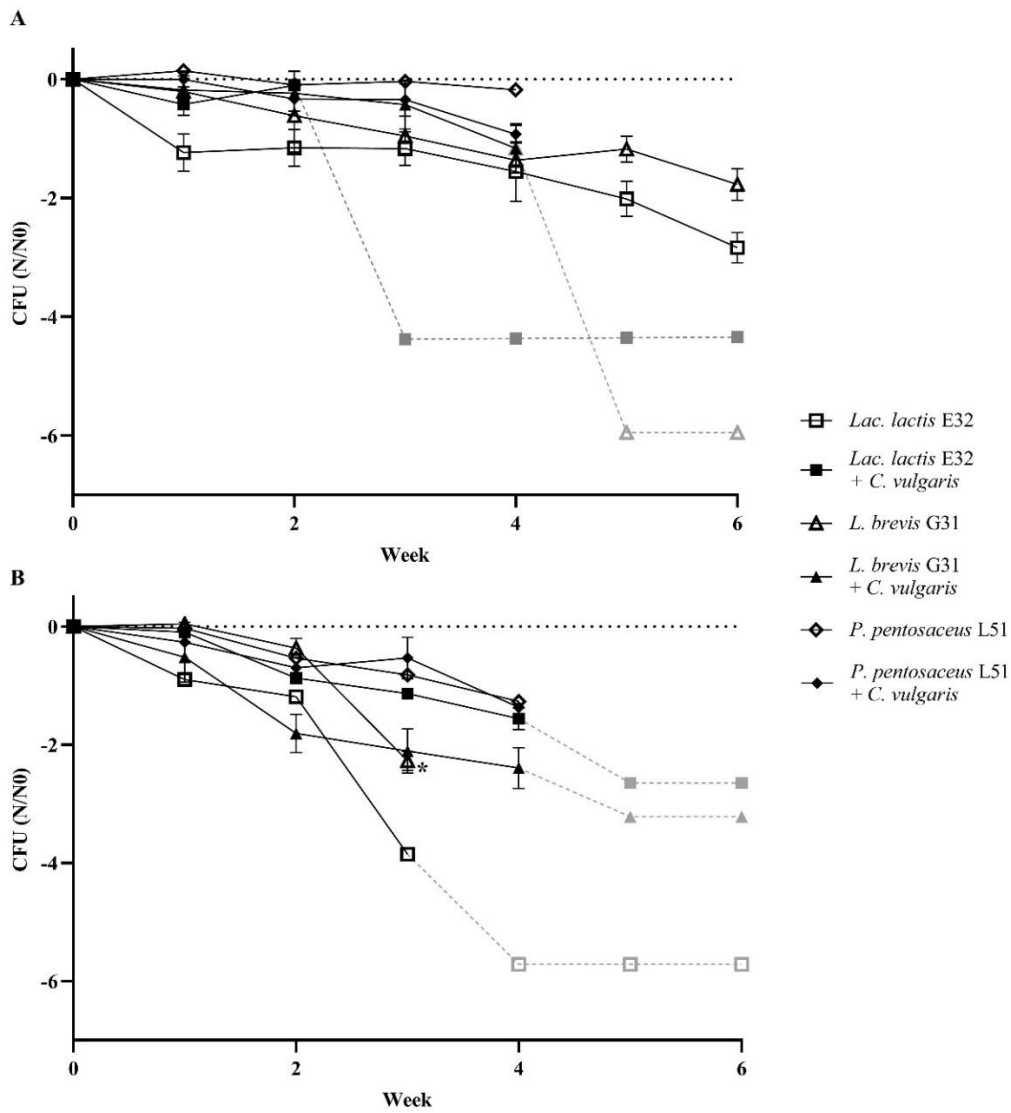 A
0
-2
-4
-6
CFU (N/N0)
0
2
4
6
Week
B
0
-2
-4
-6
CFU (N/N0)
*
0
2
4
6
Week
Lac. lactis E32
Lac. lactis E32
+ C. vulgaris
L. brevis G31
L. brevis G31
+ C. vulgaris
P. pentosaceus L51
P. pentosaceus L51
+ C. vulgaris